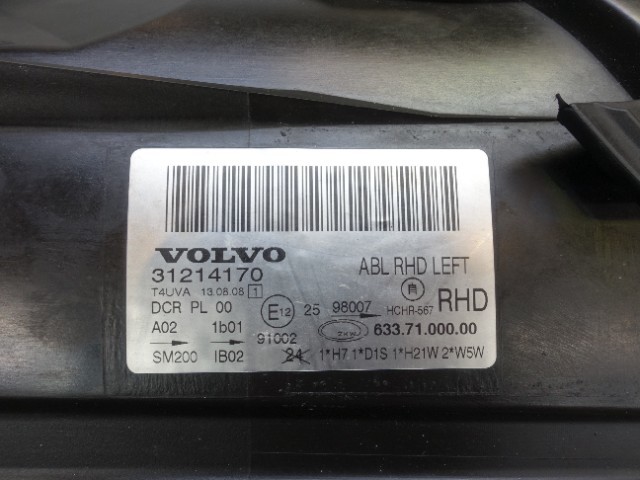 VOLVO
31214170
ABL RHD LEFT
T4UVA 13.08.08 1
HCHR-567 RHD
DCR PL 00 E12 25 98007
A02 1b01 91002 633.71.000.00
SM200 IB02 24 1*H7 1*D1S 1*H21W 2*W5W